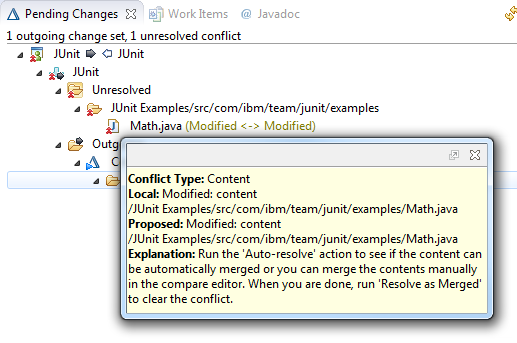 Pending Changes Work Items @ Javadoc
1 outgoing change set, 1 unresolved conflict
JUnit JUnit
JUnit
Unresolved
JUnit Examples/src/com/ibm/team/junit/examples
Math.java (Modified <-> Modified)
Outg
Conflict Type: Content
Local: Modified: content
/JUnit Examples/src/com/ibm/team/junit/examples/Math.java
Proposed: Modified: content
/JUnit Examples/src/com/ibm/team/junit/examples/Math.java
Explanation: Run the 'Auto-resolve' action to see if the content can
be automatically merged or you can merge the contents manually
in the compare editor. When you are done, run 'Resolve as Merged'
to clear the conflict.